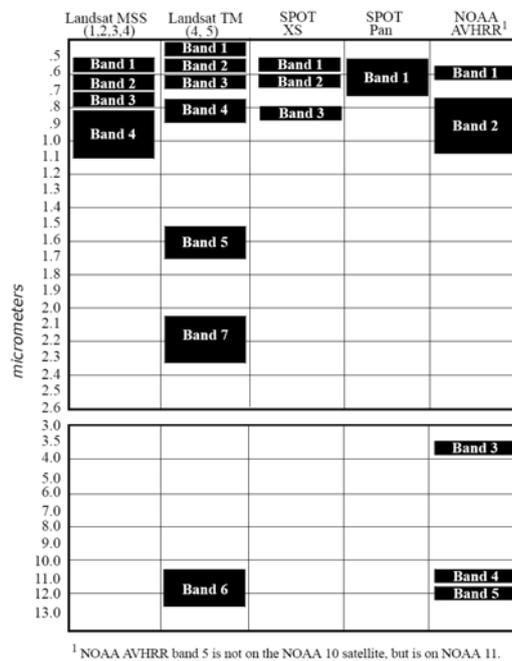 Landsat MSS Landsat TM SPOT SPOT NOAA
(1,2,3,4) (4, 5) XS Pan AVHRR1
.5
.6
.7
.8
.9
1.0
1.1
1.2
1.3
1.4
1.5
1.6
1.7
1.8
1.9
2.0
2.1
2.2
2.3
2.4
2.5
2.6
micrometers
Band 1
Band 2
Band 3
Band 4
Band 1
Band 2
Band 3
Band 4
Band 5
Band 7
Band 1
Band 2
Band 3
Band 1
Band 1
Band 2
3.0
3.5
4.0
5.0
6.0
7.0
8.0
9.0
10.0
11.0
12.0
13.0
Band 6
Band 3
Band 4
Band 5
1 NOAA AVHRR band 5 is not on the NOAA 10 satellite, but is on NOAA 11.